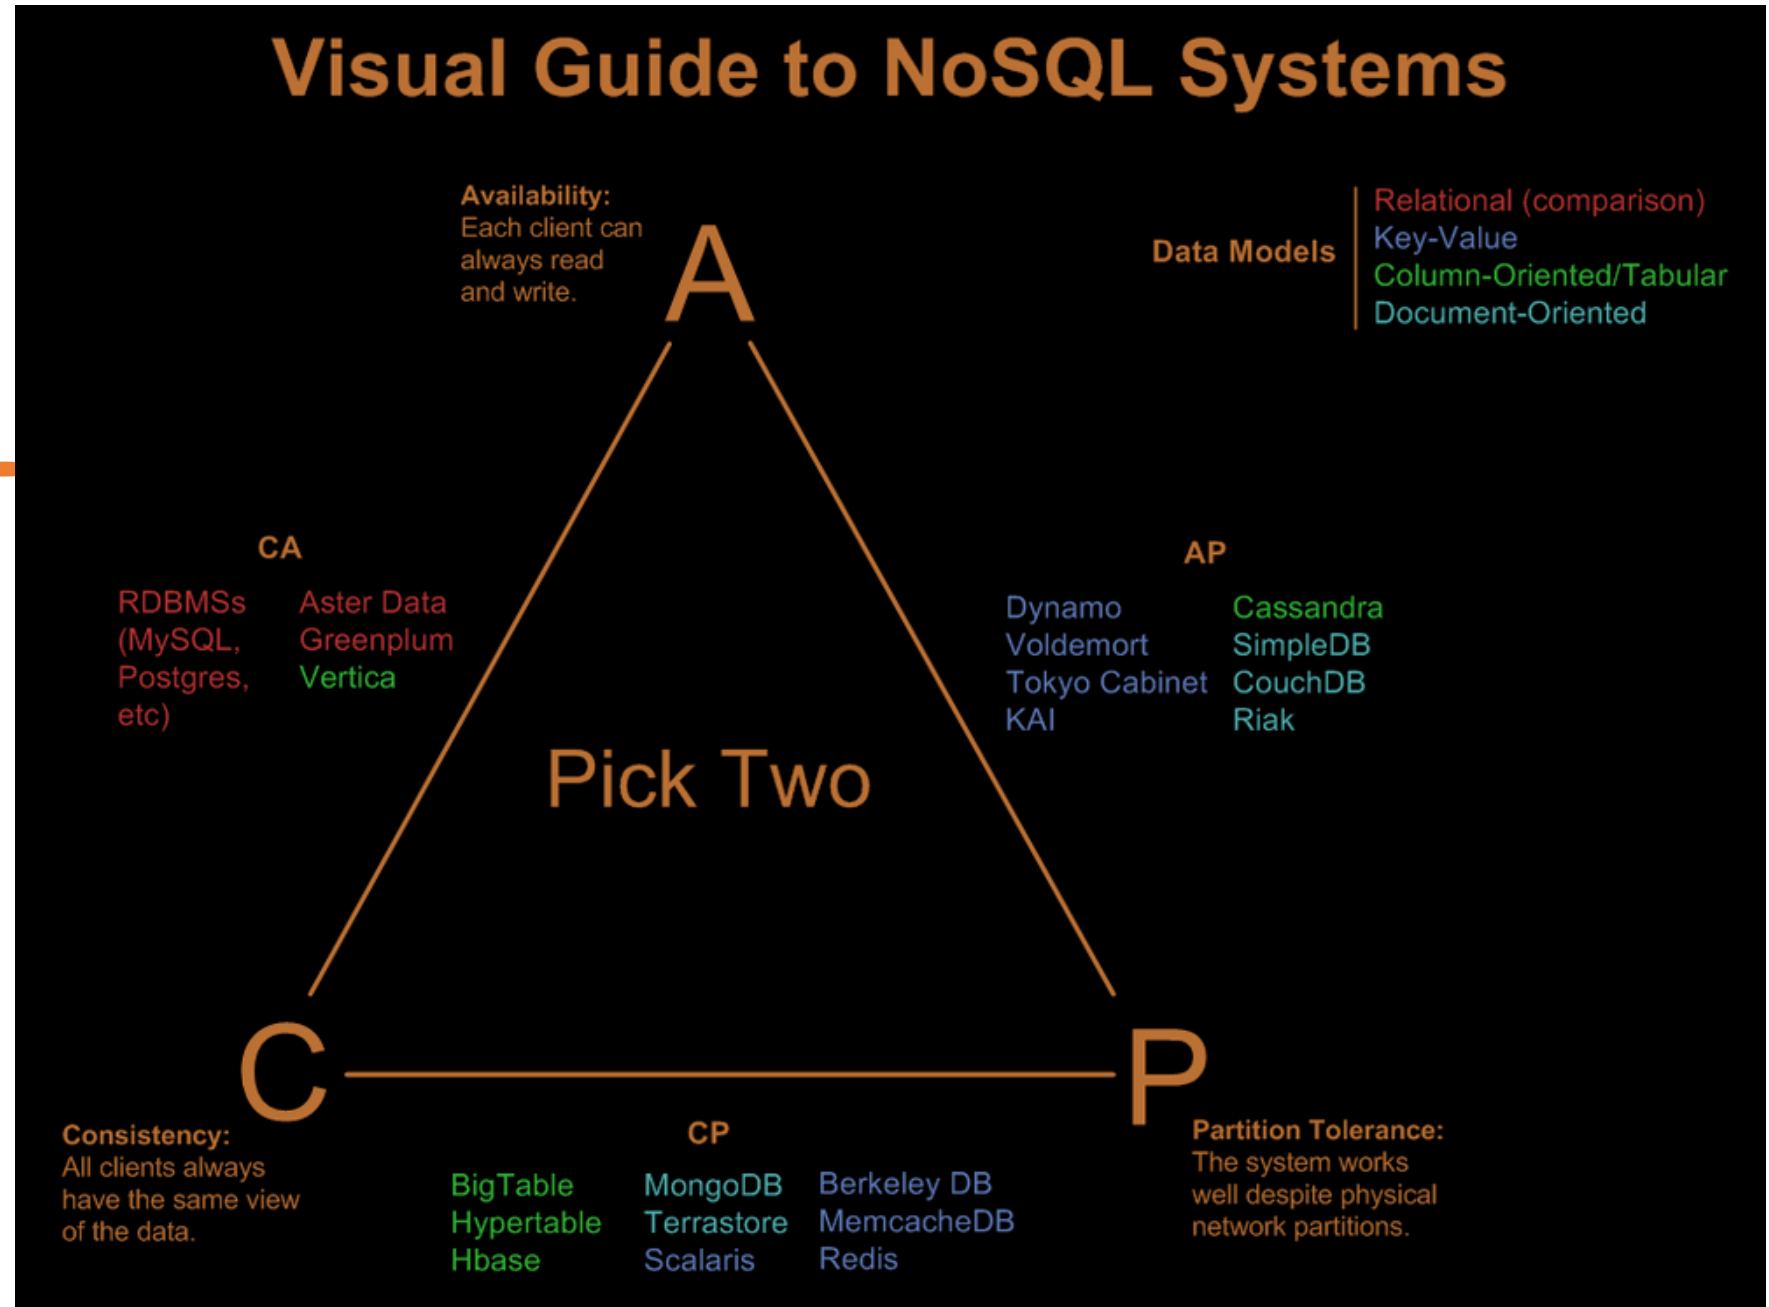 Visual Guide to NoSQL Systems
Availability:
Each client can
always read
and write.
A
Data Models
Relational (comparison)
Key-Value
Column-Oriented/Tabular
Document-Oriented
CA
RDBMSs
(MySQL,
Postgres,
etc)
Aster Data
Greenplum
Vertica
AP
Dynamo
Voldemort
Tokyo Cabinet
KAI
Cassandra
SimpleDB
CouchDB
Riak
Pick Two
C
P
Consistency:
All clients always
have the same view
of the data.
CP
BigTable
Hypertable
Hbase
MongoDB
Terrastore
Scalaris
Berkeley DB
MemcacheDB
Redis
Partition Tolerance:
The system works
well despite physical
network partitions.